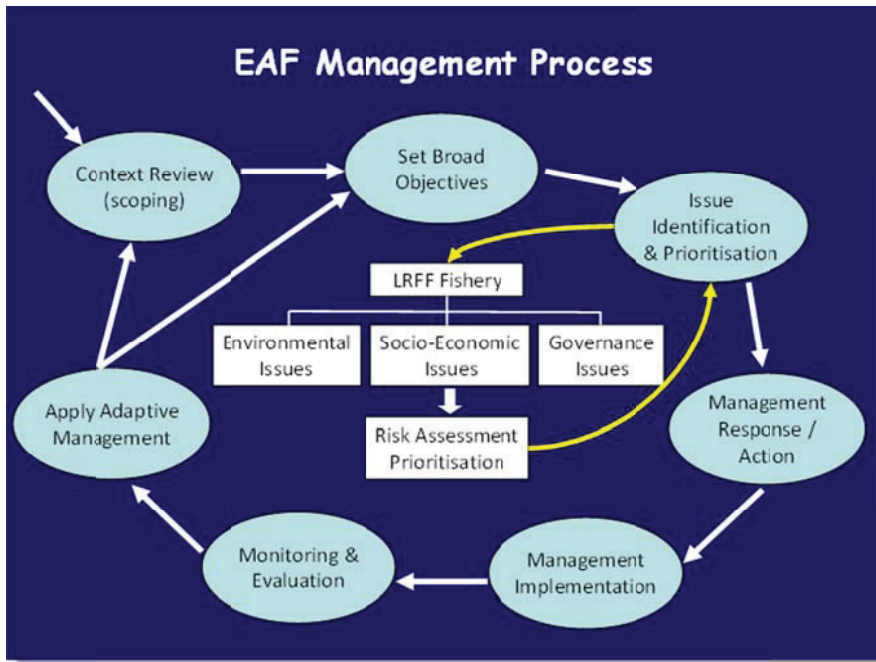 EAF Management Process
Context Review
(scoping)
Set Broad
Objectives
Issue
Identification
& Prioritisation
LRFF Fishery
Environmental
Issues
Socio-Economic
Issues
Governance
Issues
Risk Assessment
Prioritisation
Apply Adaptive
Management
Management
Response /
Action
Monitoring &
Evaluation
Management
Implementation